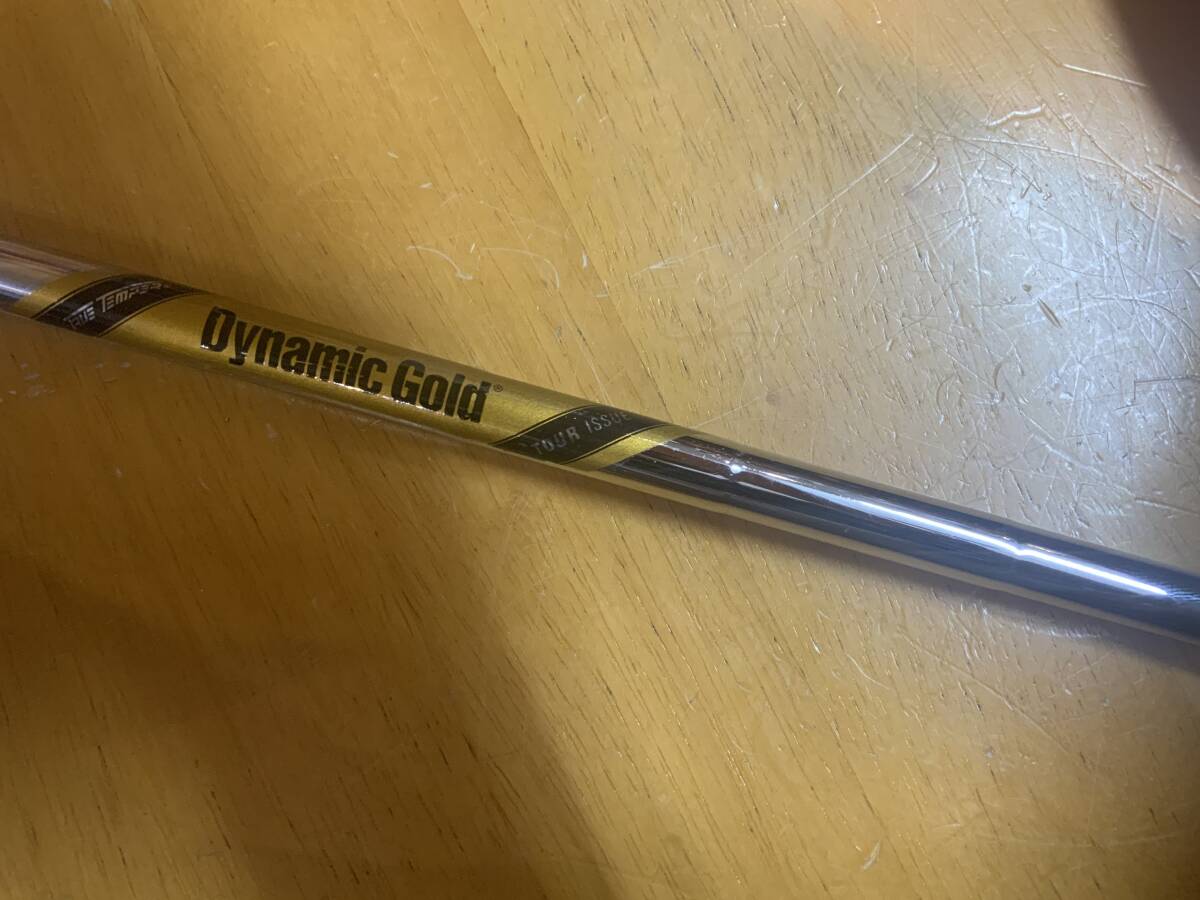 TRUE TEMPER
Dynamic Gold®
TOUR ISSUE